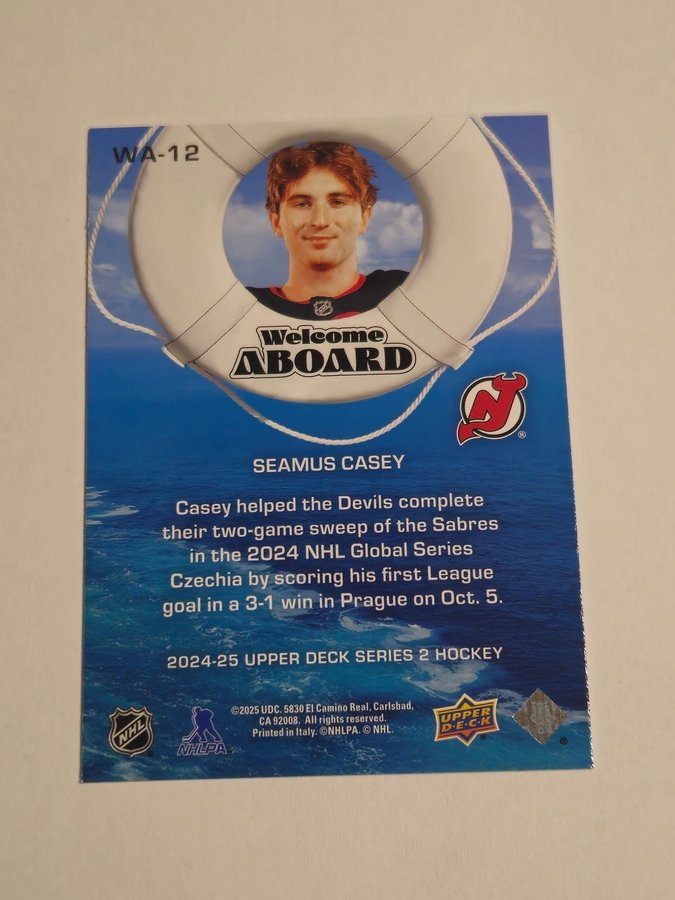 WA-12
Welcome
ABOARD
NJ
®
SEAMUS CASEY
Casey helped the Devils complete
their two-game sweep of the Sabres
in the 2024 NHL Global Series
Czechia by scoring his first League
goal in a 3-1 win in Prague on Oct. 5.
2024-25 UPPER DECK SERIES 2 HOCKEY
©2025 UDC. 5830 El Camino Real, Carlsbad,
CA 92008. All rights reserved.
Printed in Italy. ©NHLPA. © NHL.
NHL
NHLPA
UPPER
D·E·C·K
®